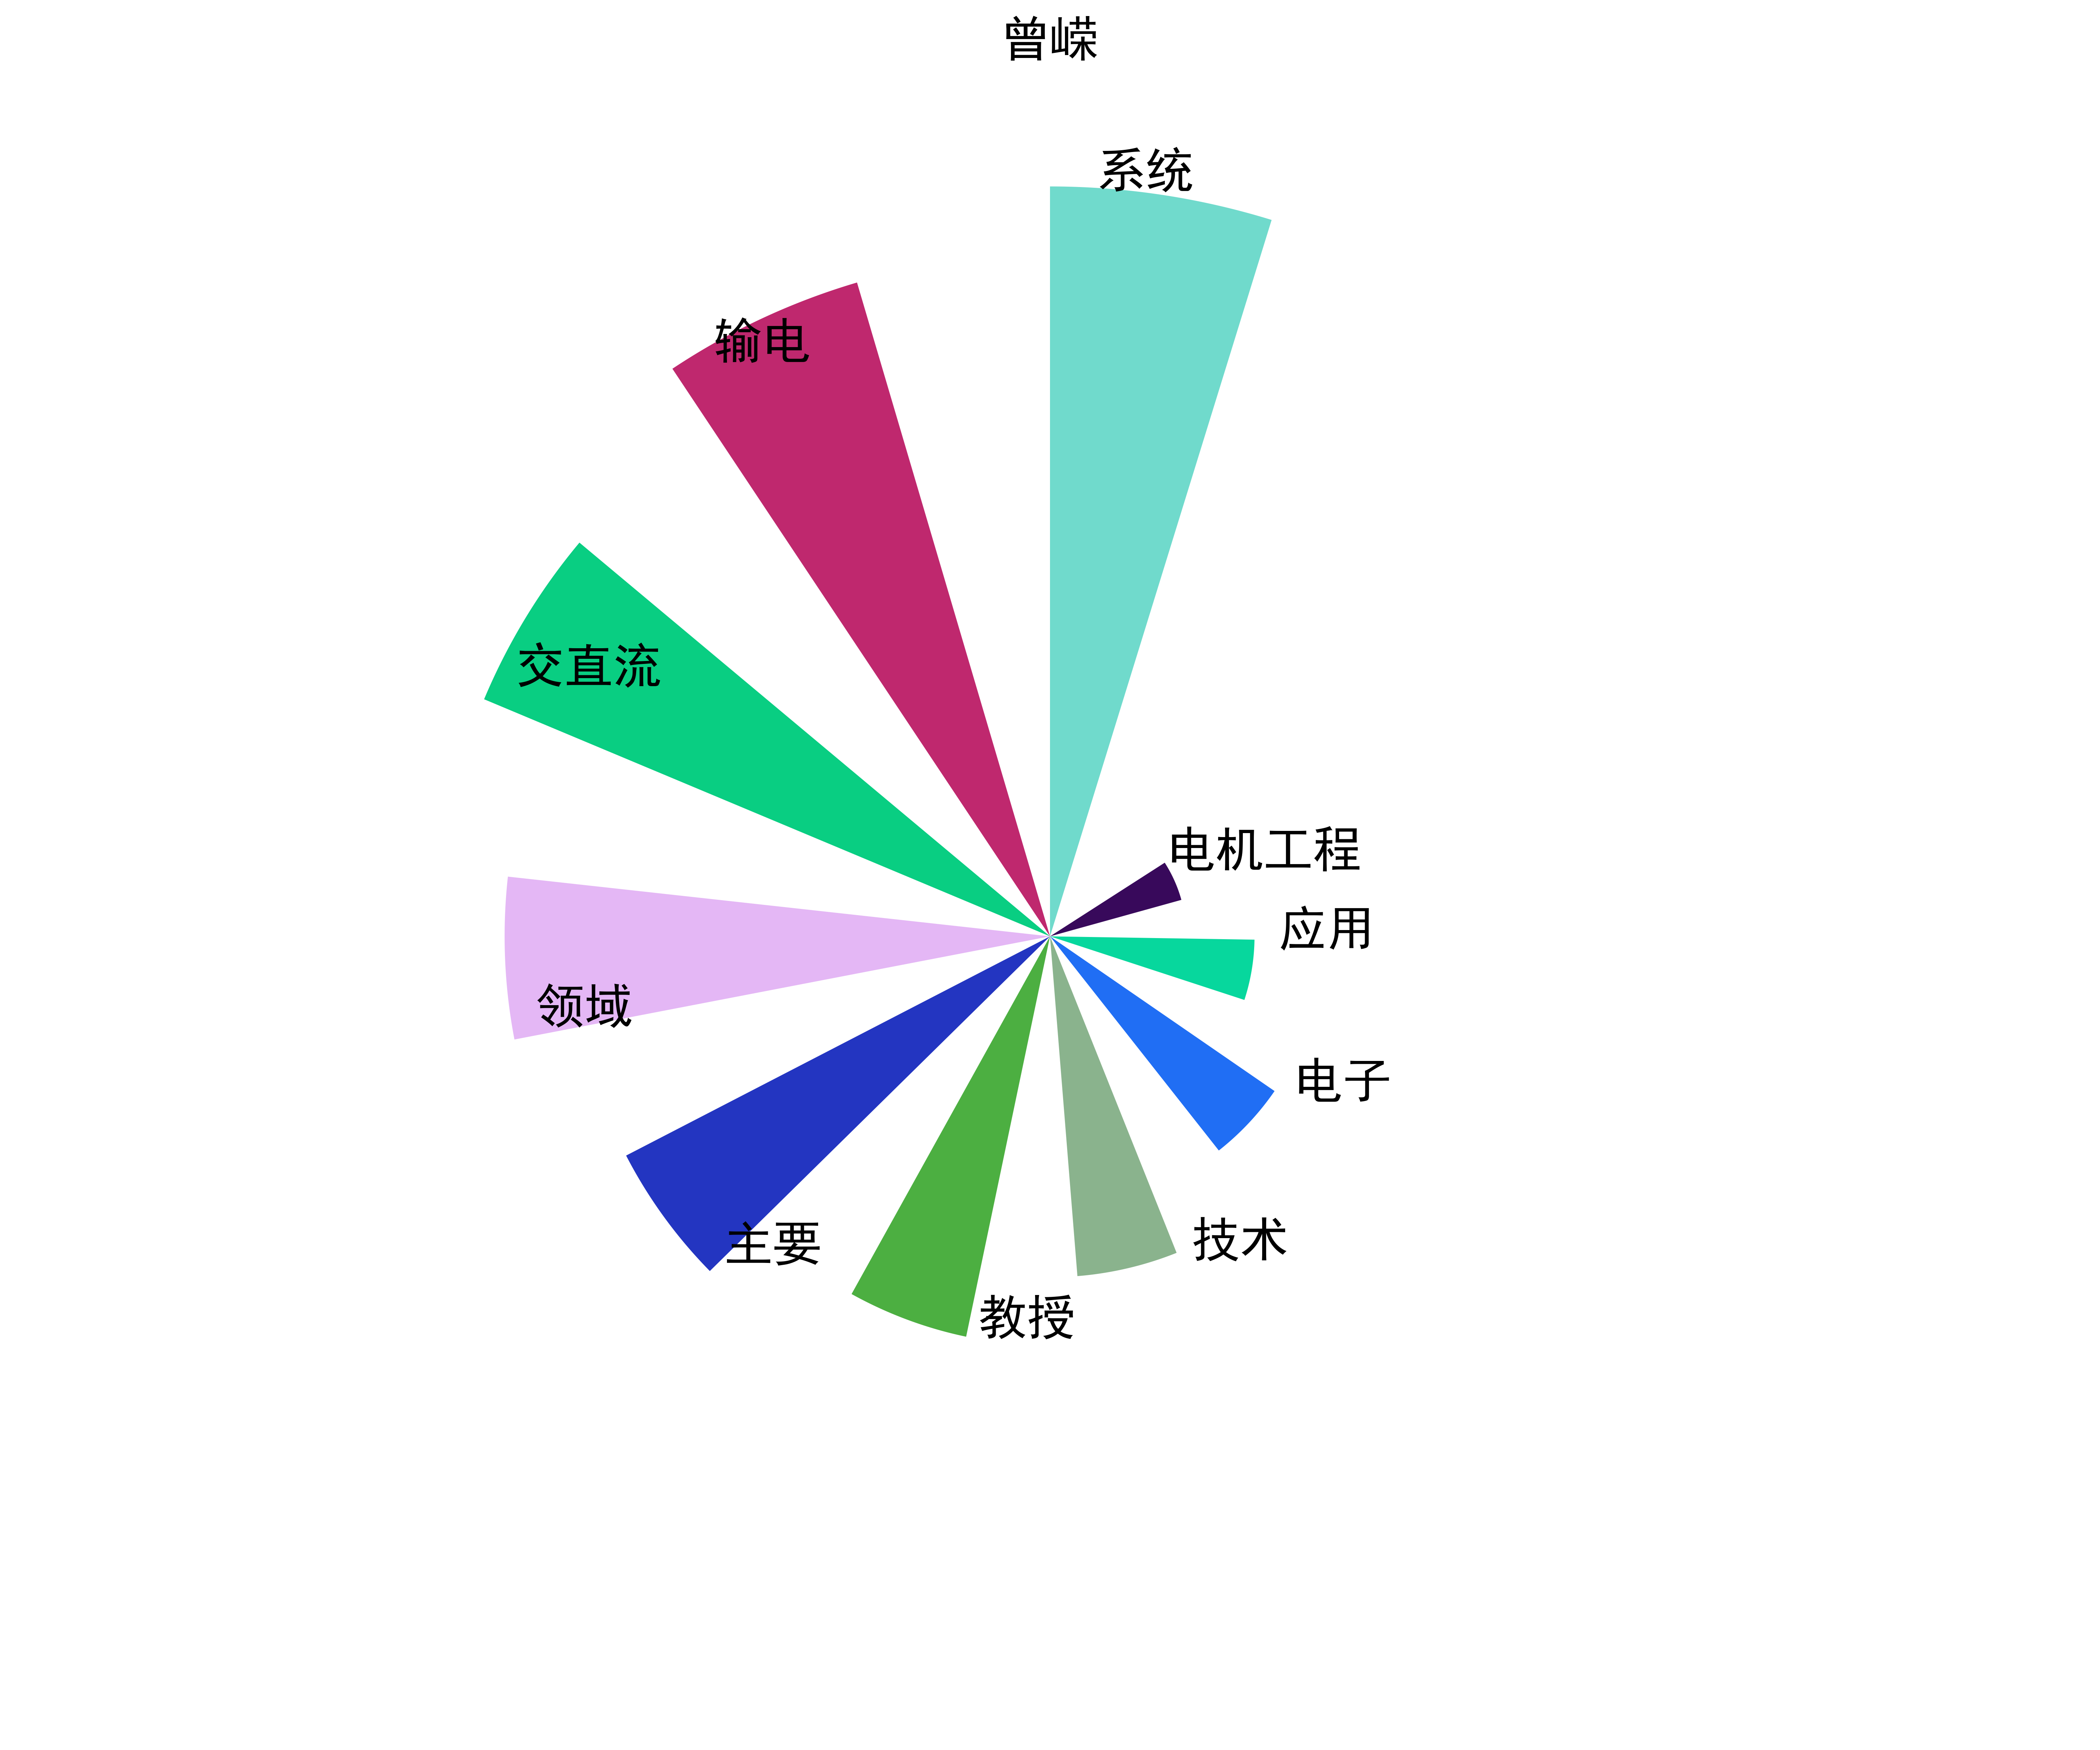 曾嵘
系统
输电
交直流
电机工程
应用
领域
电子
技术
主要
教授